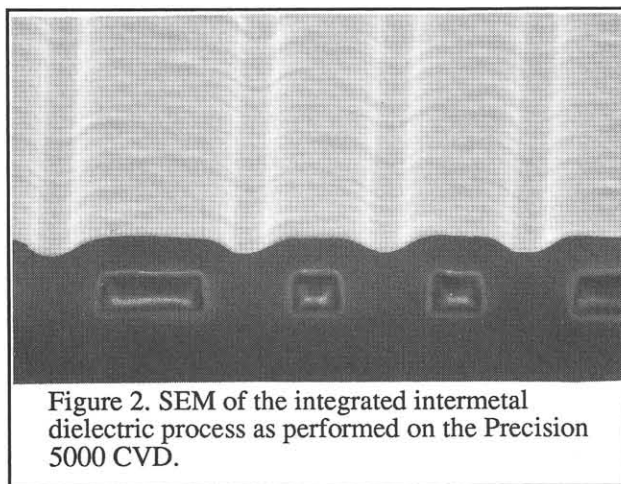 Figure 2. SEM of the integrated intermetal
dielectric process as performed on the Precision
5000 CVD.